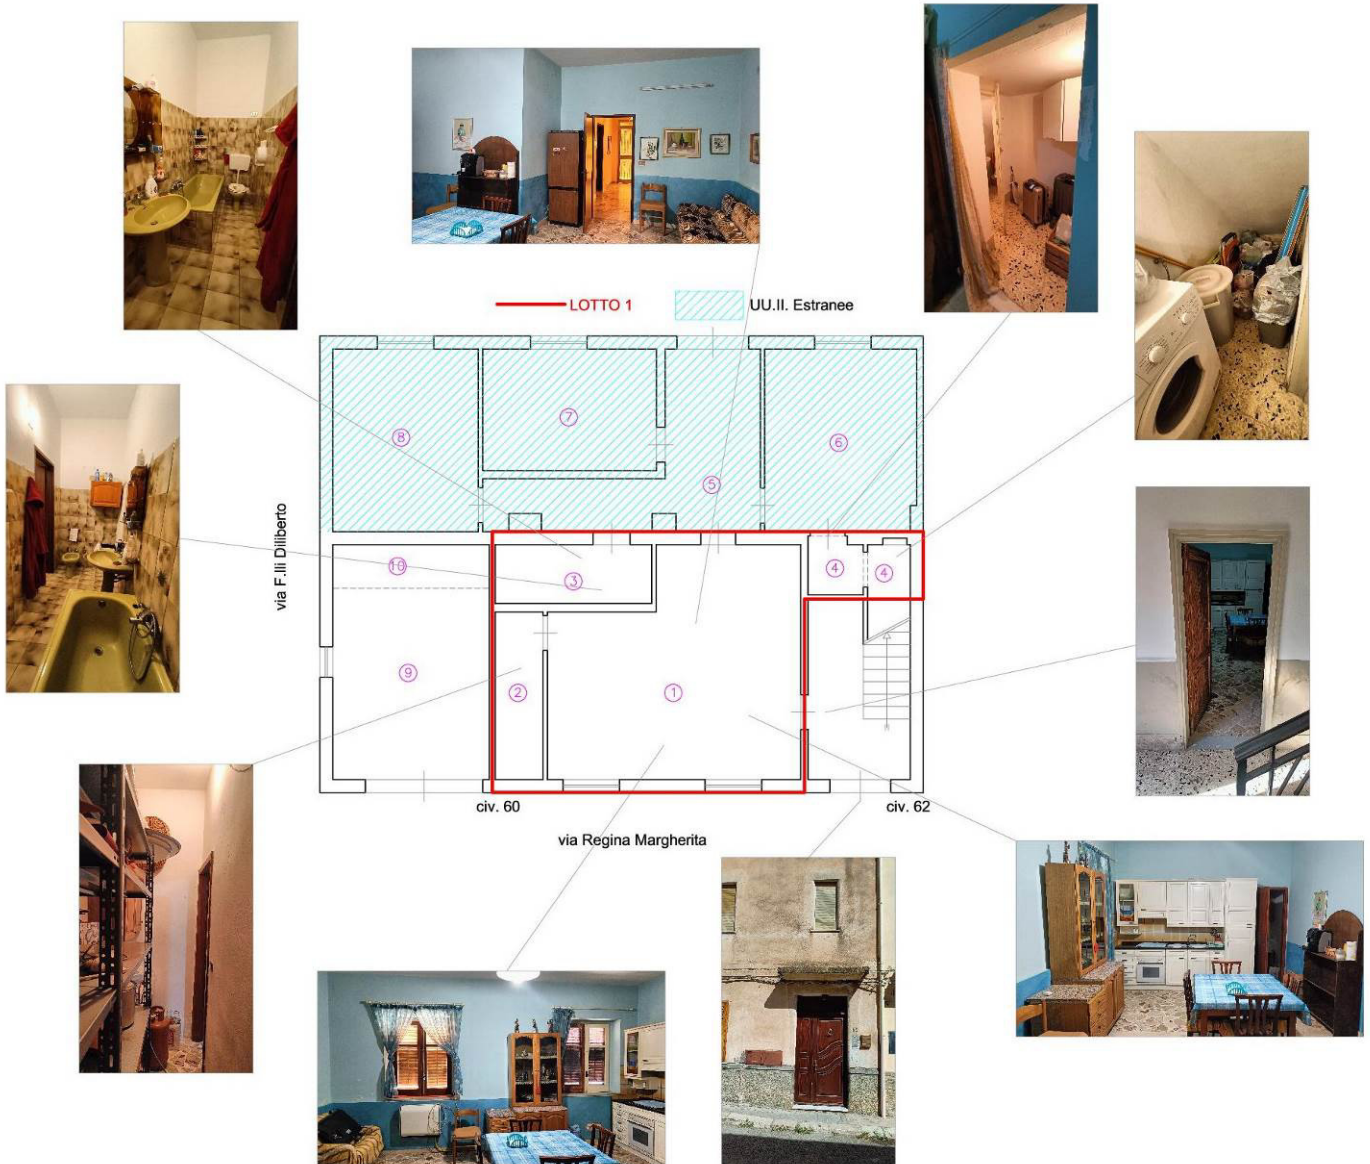 LOTTO 1
UU.II. Estranee
8
7
6
5
via F.lli Diliberto
10
3
4
4
9
2
1
civ. 60
civ. 62
via Regina Margherita